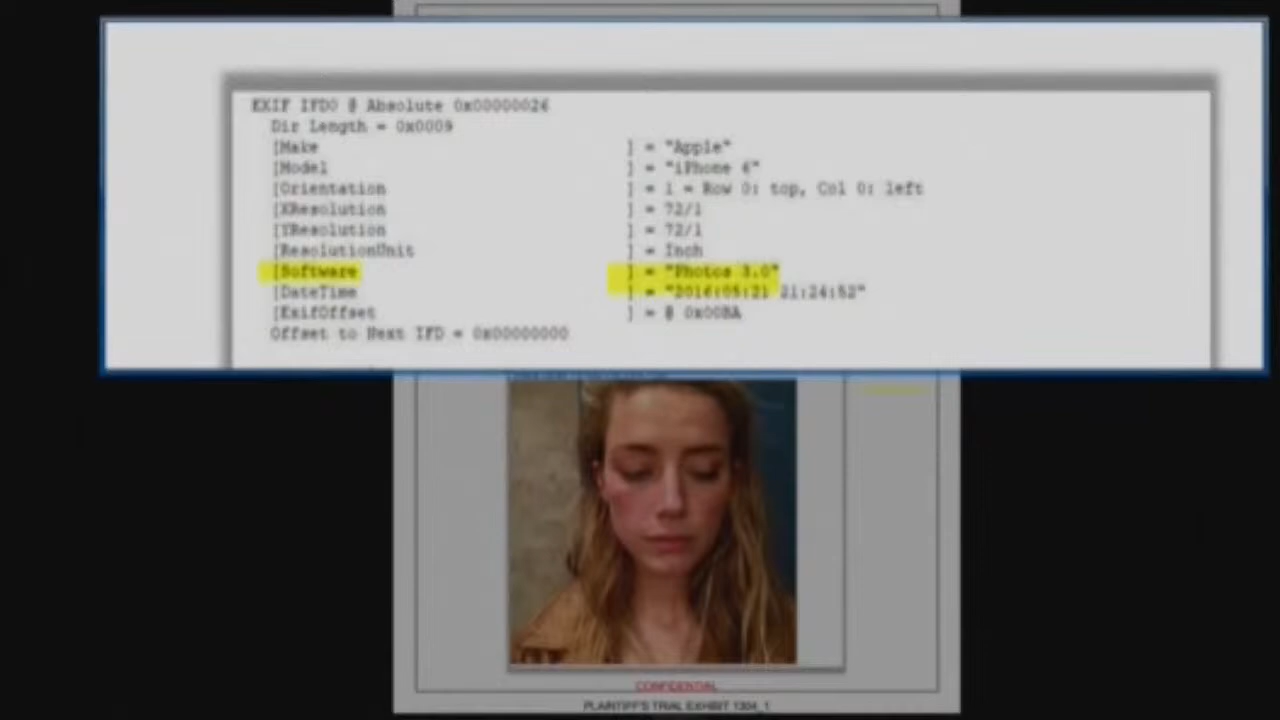 EXIF IFD0 @ Absolute 0x00000026
Dir Length = 0x0009
[Make ] = "Apple"
[Model ] = "iPhone 6"
[Orientation ] = 1 = Row 0: top, Col 0: left
[XResolution ] = 72/1
[YResolution ] = 72/1
[ResolutionUnit ] = Inch
[Software ] = "Photos 3.0"
[DateTime ] = "2016:05:21 21:24:52"
[ExifOffset ] = @ 0x00BA
Offset to Next IFD = 0x00000000
CONFIDENTIAL
PLAINTIFF'S TRIAL EXHIBIT 1304_1